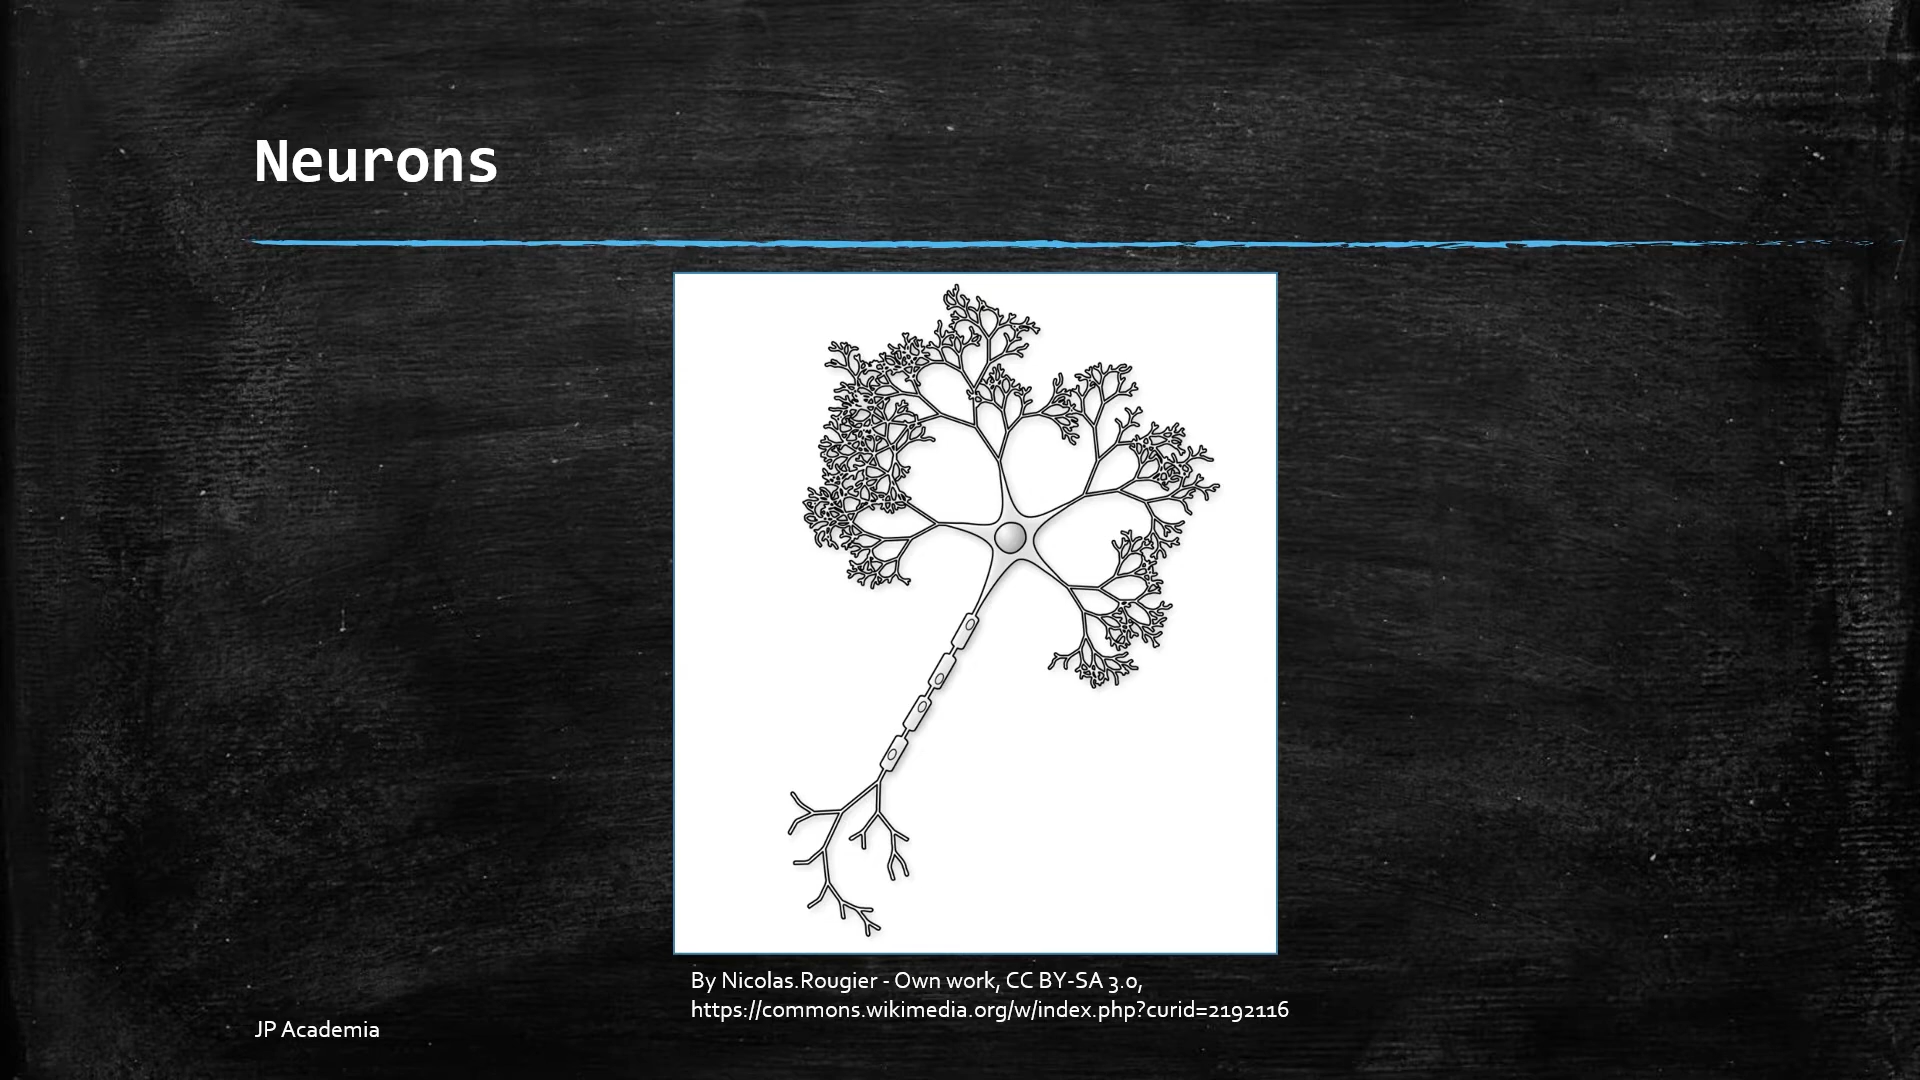 Neurons
By Nicolas.Rougier - Own work, CC BY-SA 3.0,
https://commons.wikimedia.org/w/index.php?curid=2192116
JP Academia